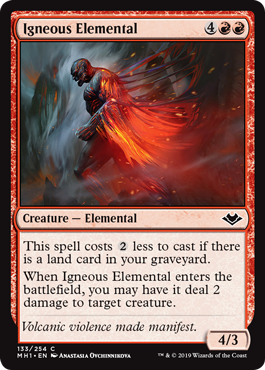 Igneous Elemental 4
Creature — Elemental
This spell costs 2 less to cast if there
is a land card in your graveyard.
When Igneous Elemental enters the
battlefield, you may have it deal 2
damage to target creature.
Volcanic violence made manifest.
4/3
133/254 C
MH1 • EN Anastasia Ovchinnikova ™ & © 2019 Wizards of the Coast